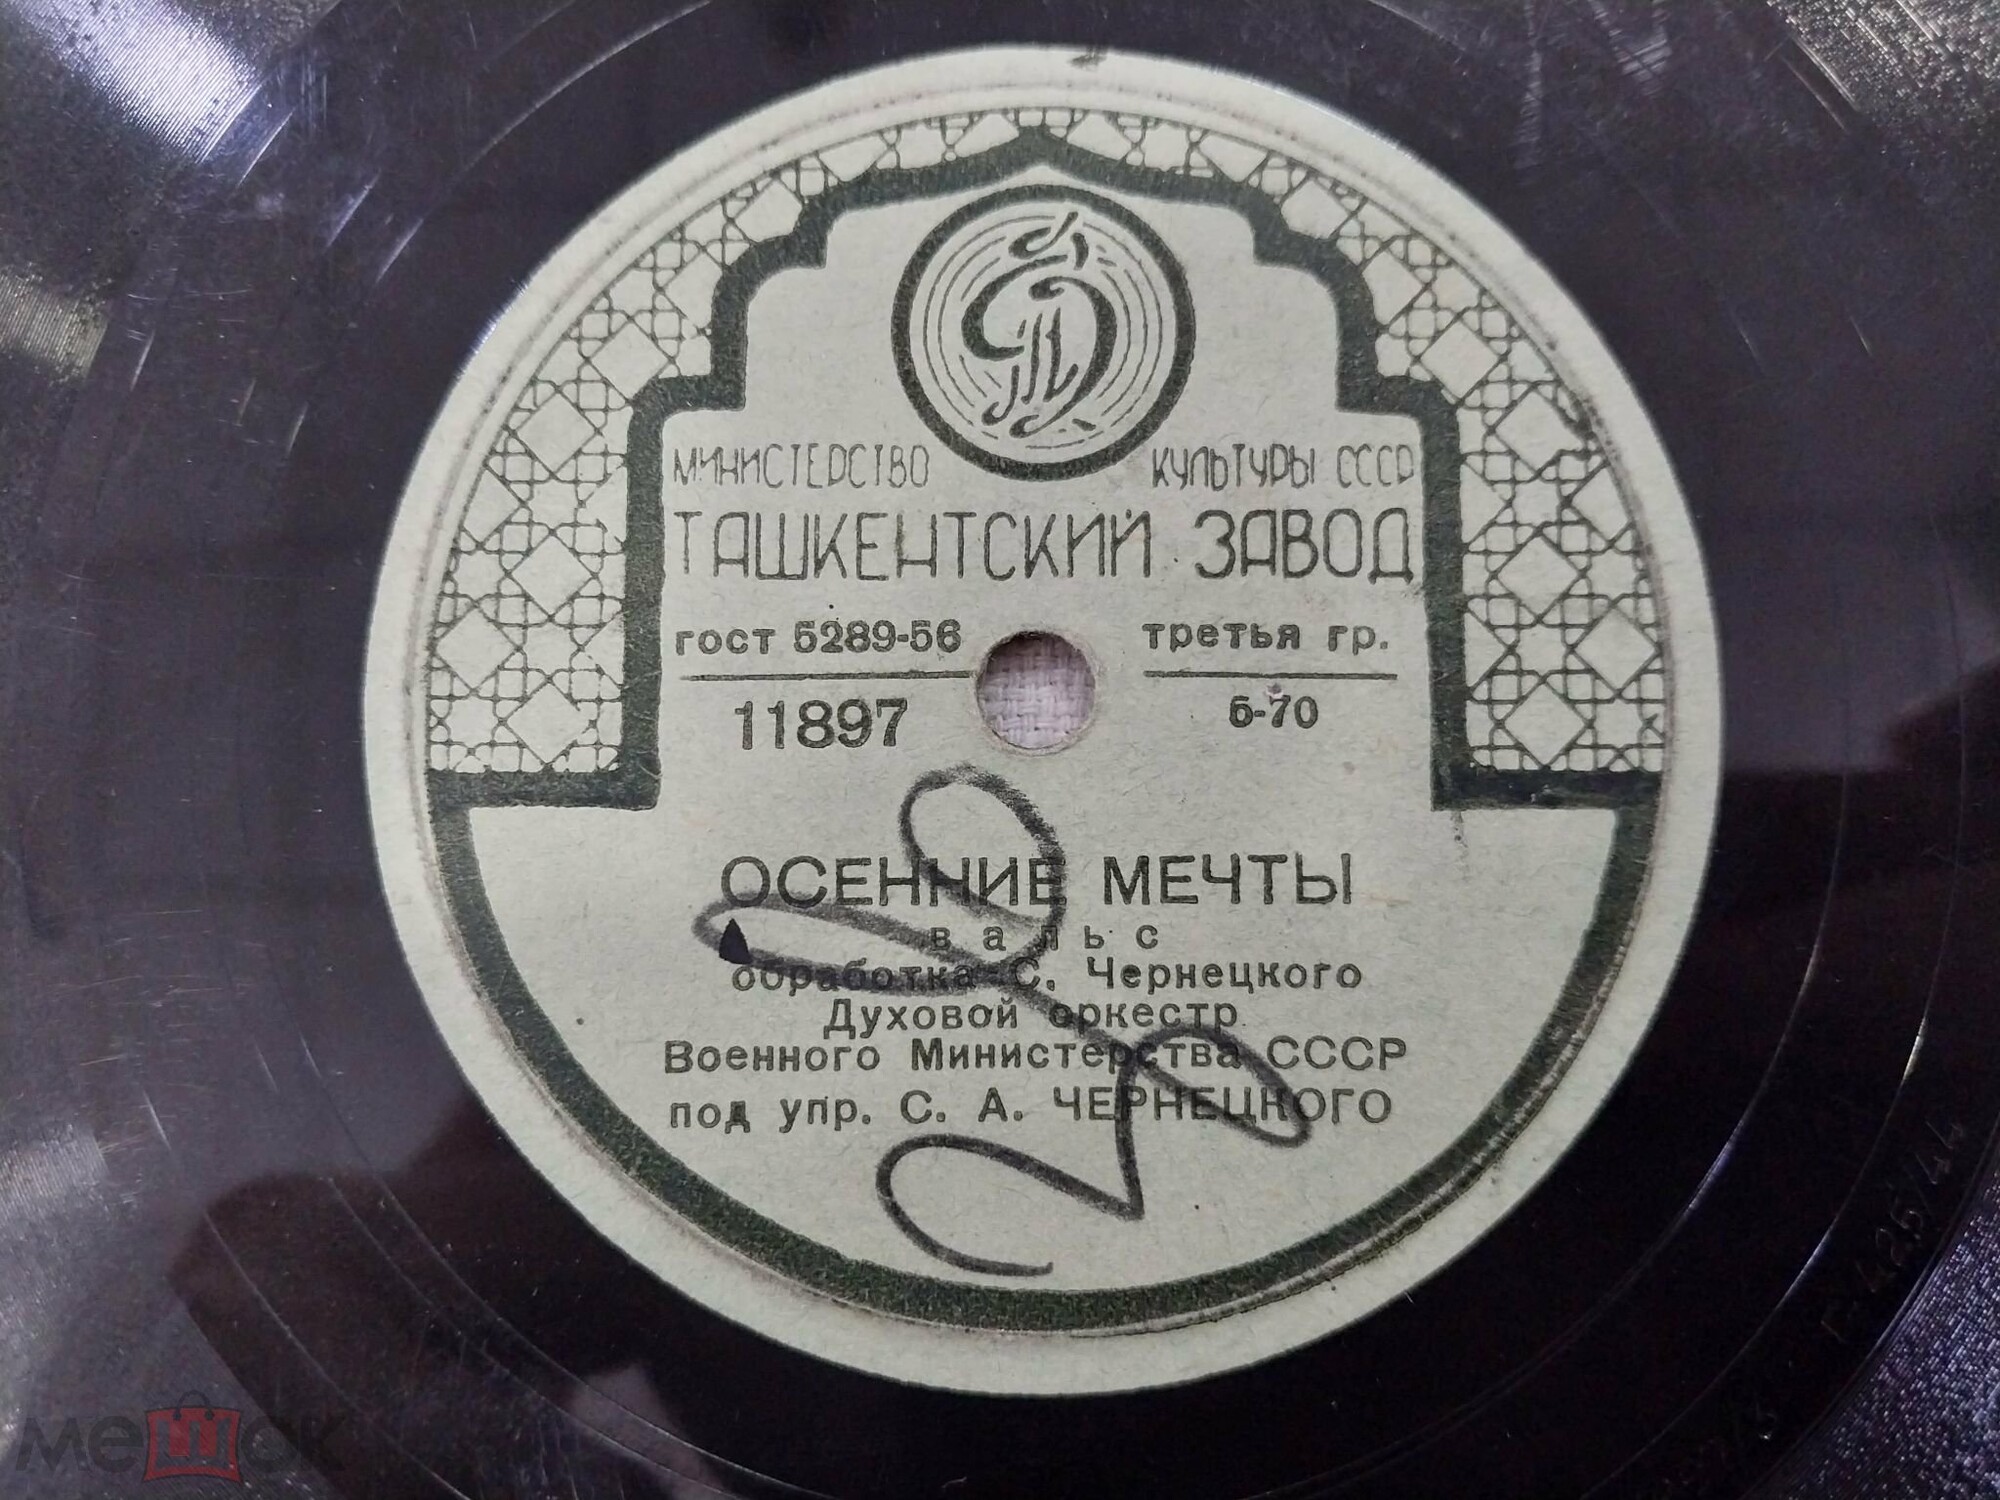 МИНИСТЕРСТВО КУЛЬТУРЫ СССР
ТАШКЕНТСКИЙ ЗАВОД
гост 5289-56 третья гр.
11897 6-70
ОСЕННИЕ МЕЧТЫ
вальс
обработка С. Чернецкого
Духовой оркестр
Военного Министерства СССР
под упр. С. А. ЧЕРНЕЦКОГО
мешок